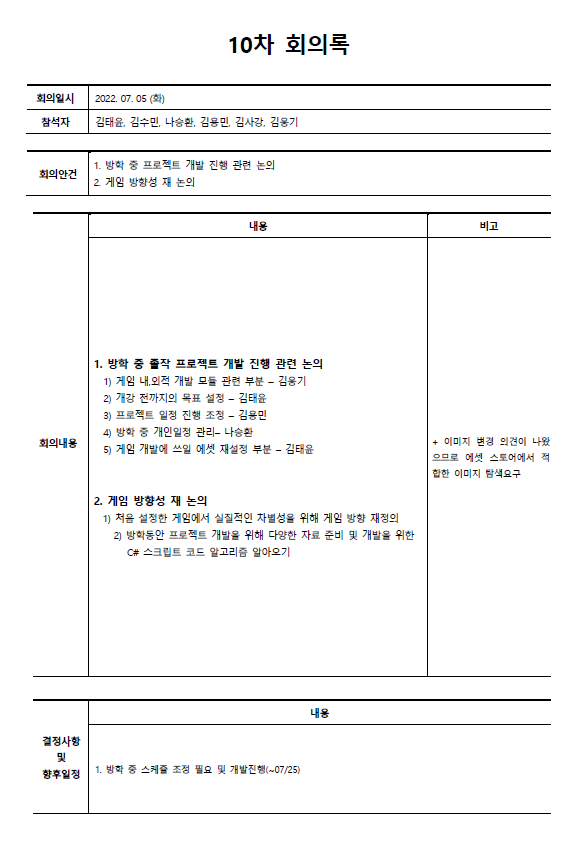 10차 회의록
회의일시 2022. 07. 05 (화)
참석자 김태윤, 김수민, 나승환, 김용민, 김사강, 김웅기
회의안건
1. 방학 중 프로젝트 개발 진행 관련 논의
2. 게임 방향성 재 논의
내용 비고
회의내용
1. 방학 중 졸작 프로젝트 개발 진행 관련 논의
1) 게임 내,외적 개발 모듈 관련 부분 – 김웅기
2) 개강 전까지의 목표 설정 – 김태윤
3) 프로젝트 일정 진행 조정 – 김용민
4) 방학 중 개인일정 관리– 나승환
5) 게임 개발에 쓰일 에셋 재설정 부분 – 김태윤
2. 게임 방향성 재 논의
1) 처음 설정한 게임에서 실질적인 차별성을 위해 게임 방향 재정의
2) 방학동안 프로젝트 개발을 위해 다양한 자료 준비 및 개발을 위한
C# 스크립트 코드 알고리즘 알아오기
+ 이미지 변경 의견이 나왔
으므로 에셋 스토어에서 적
합한 이미지 탐색요구
내용
결정사항
및
향후일정
1. 방학 중 스케쥴 조정 필요 및 개발진행(~07/25)